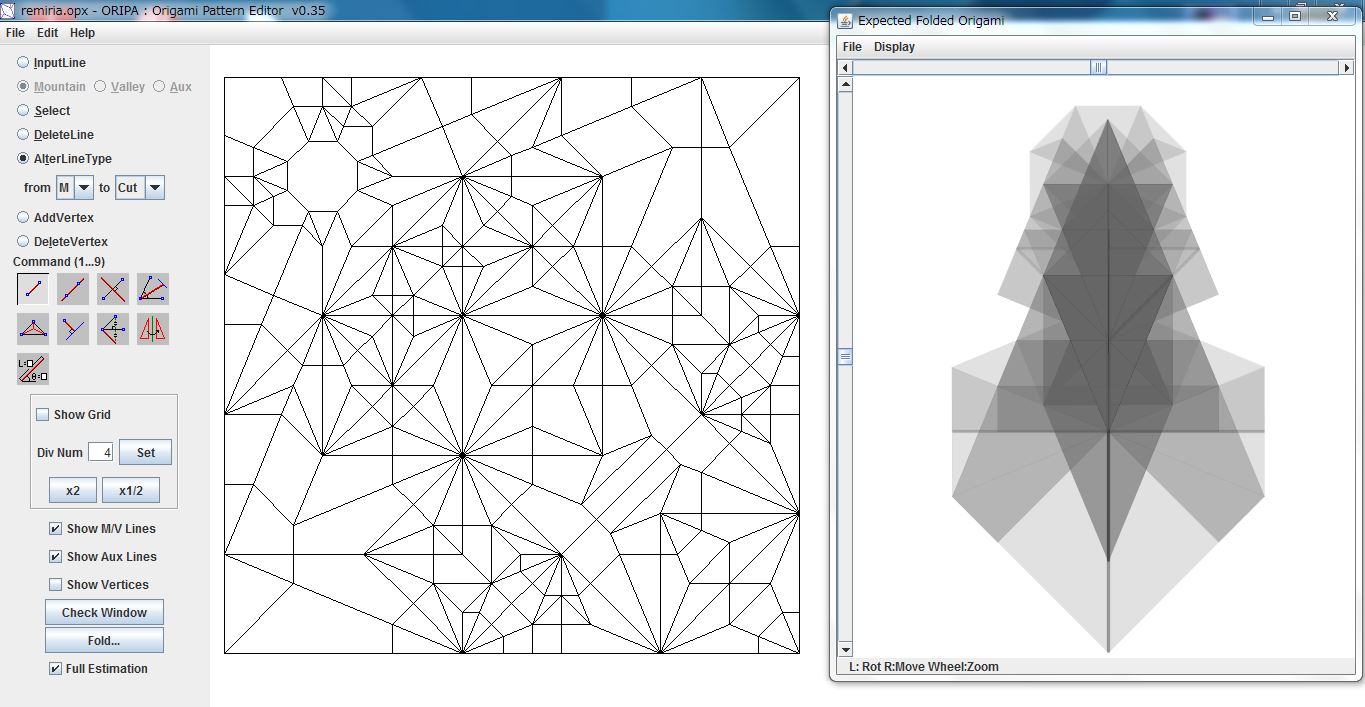 remiria.opx - ORIPA : Origami Pattern Editor v0.35
File Edit Help
InputLine
Mountain Valley Aux
Select
DeleteLine
AlterLineType
from M to Cut
AddVertex
DeleteVertex
Command (1...9)
L:
θ:
Show Grid
Div Num 4 Set
x2 x1/2
Show M/V Lines
Show Aux Lines
Show Vertices
Check Window
Fold...
Full Estimation
Expected Folded Origami
File Display
L: Rot R:Move Wheel:Zoom